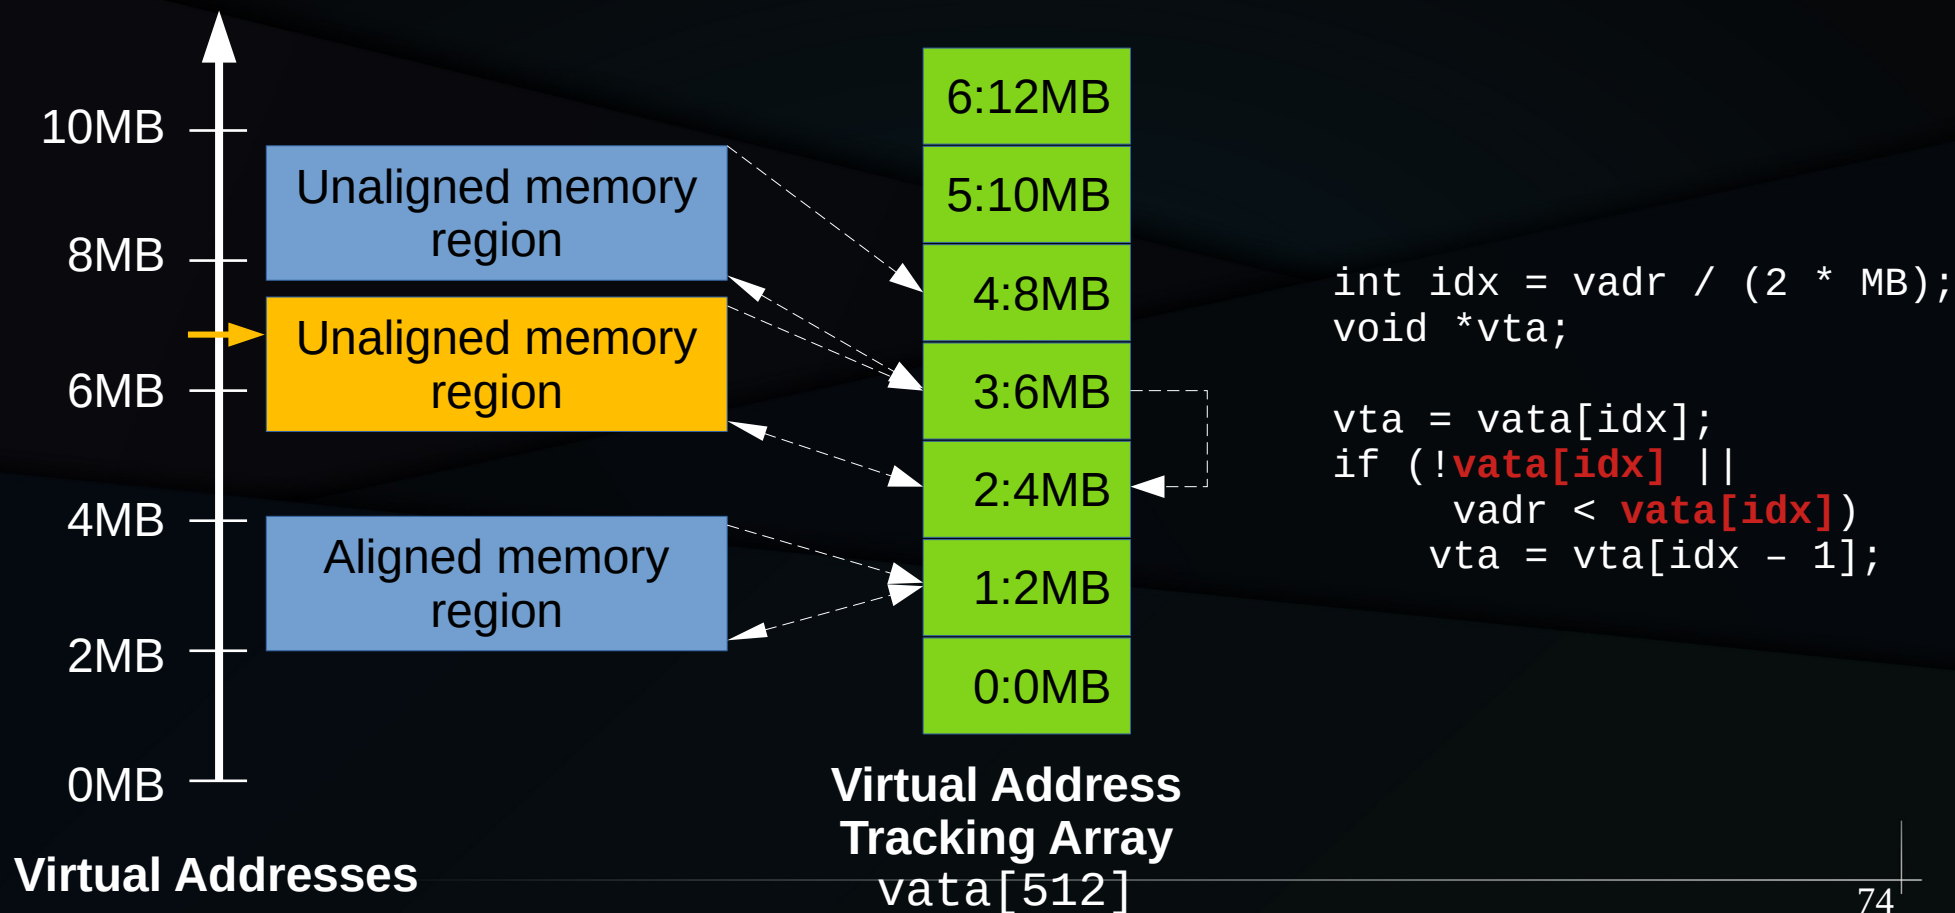 10MB
8MB
6MB
4MB
2MB
0MB
Virtual Addresses
Unaligned memory
region
Unaligned memory
region
Aligned memory
region
6:12MB
5:10MB
4:8MB
3:6MB
2:4MB
1:2MB
0:0MB
Virtual Address
Tracking Array
vata[512]
int idx = vadr / (2 * MB);
void *vta;
vta = vata[idx];
if (!vata[idx] ||
vadr < vata[idx])
vta = vta[idx – 1];
74